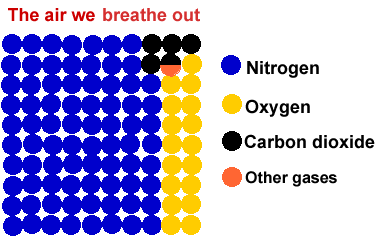 The air we breathe out
Nitrogen
Oxygen
Carbon dioxide
Other gases